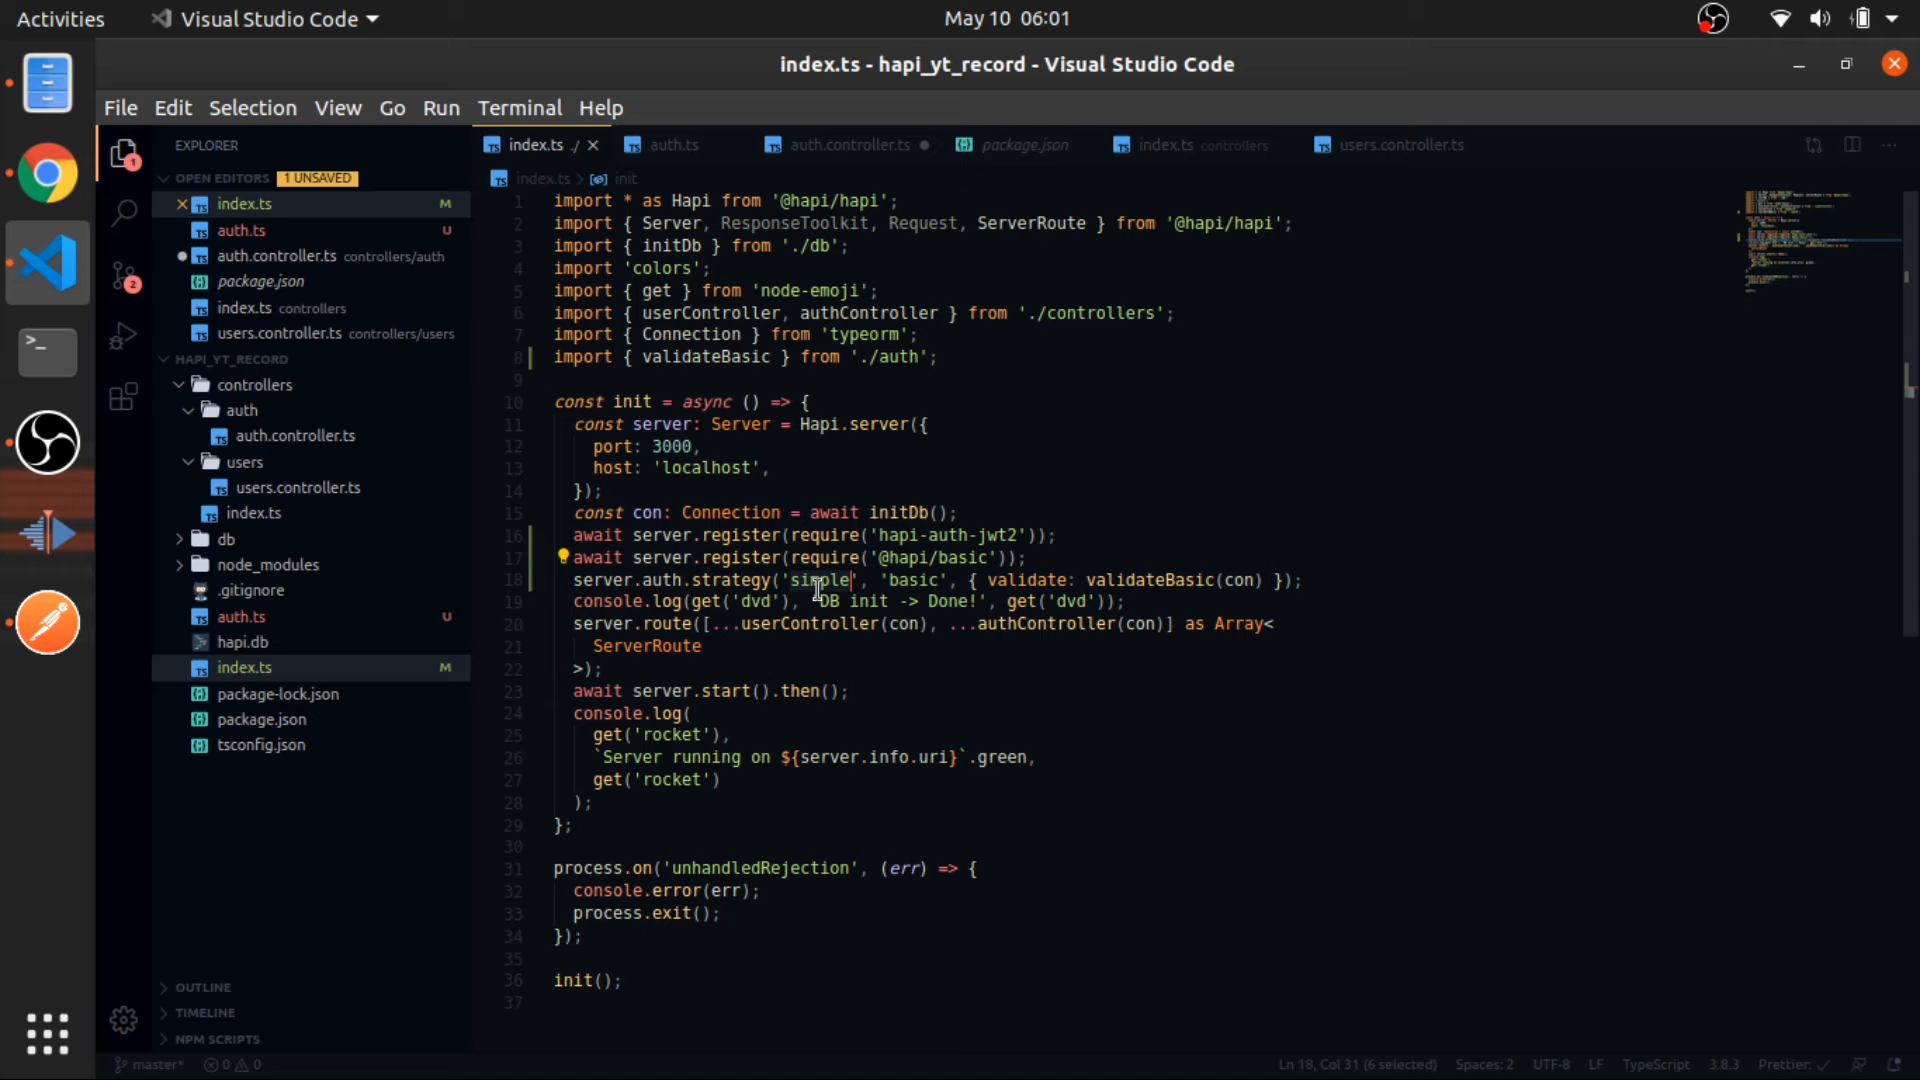 Activities
Visual Studio Code
May 10 06:01
index.ts - hapi_yt_record - Visual Studio Code
File Edit Selection View Go Run Terminal Help
EXPLORER
OPEN EDITORS 1 UNSAVED
index.ts M
auth.ts U
auth.controller.ts controllers/auth
package.json
index.ts controllers
users.controller.ts controllers/users
HAPI_YT_RECORD
controllers
auth
auth.controller.ts
users
users.controller.ts
index.ts
db
node_modules
.gitignore
auth.ts U
hapi.db
index.ts M
package-lock.json
package.json
tsconfig.json
OUTLINE
TIMELINE
NPM SCRIPTS
index.ts ./ auth.ts auth.controller.ts package.json index.ts controllers users.controller.ts
index.ts > init
1 import * as Hapi from '@hapi/hapi';
2 import { Server, ResponseToolkit, Request, ServerRoute } from '@hapi/hapi';
3 import { initDb } from './db';
4 import 'colors';
5 import { get } from 'node-emoji';
6 import { userController, authController } from './controllers';
7 import { Connection } from 'typeorm';
8 import { validateBasic } from './auth';
9
10 const init = async () => {
11 const server: Server = Hapi.server({
12 port: 3000,
13 host: 'localhost',
14 });
15 const con: Connection = await initDb();
16 await server.register(require('hapi-auth-jwt2'));
17 await server.register(require('@hapi/basic'));
18 server.auth.strategy('simple', 'basic', { validate: validateBasic(con) });
19 console.log(get('dvd'), 'DB init -> Done!', get('dvd'));
20 server.route([...userController(con), ...authController(con)] as Array<
21 ServerRoute
22 >);
23 await server.start().then();
24 console.log(
25 get('rocket'),
26 `Server running on ${server.info.uri}`.green,
27 get('rocket')
28 );
29 };
30
31 process.on('unhandledRejection', (err) => {
32 console.error(err);
33 process.exit();
34 });
35
36 init();
37
master* 0 0
Ln 18, Col 31 (6 selected) Spaces: 2 UTF-8 LF TypeScript 3.8.3 Prettier: ✓